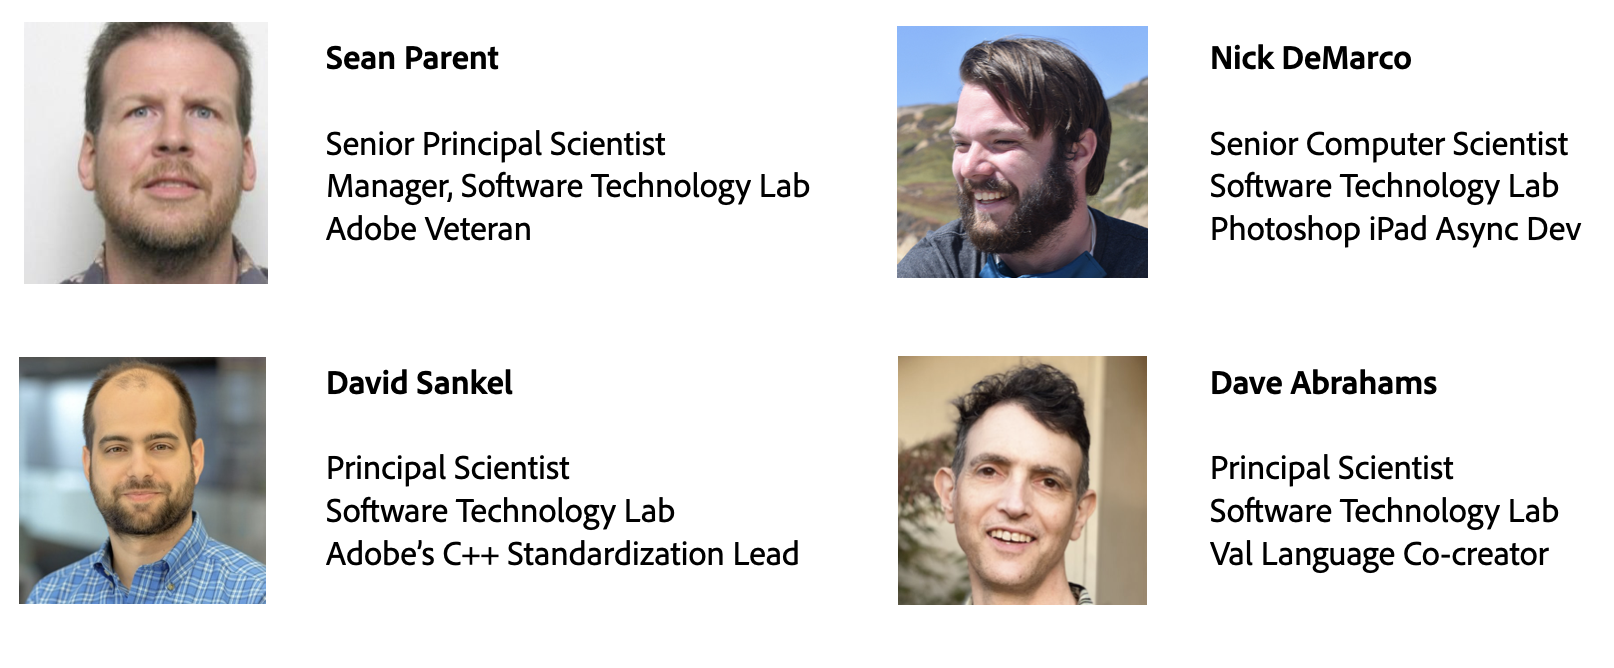 Sean Parent
Senior Principal Scientist
Manager, Software Technology Lab
Adobe Veteran
Nick DeMarco
Senior Computer Scientist
Software Technology Lab
Photoshop iPad Async Dev
David Sankel
Principal Scientist
Software Technology Lab
Adobe’s C++ Standardization Lead
Dave Abrahams
Principal Scientist
Software Technology Lab
Val Language Co-creator